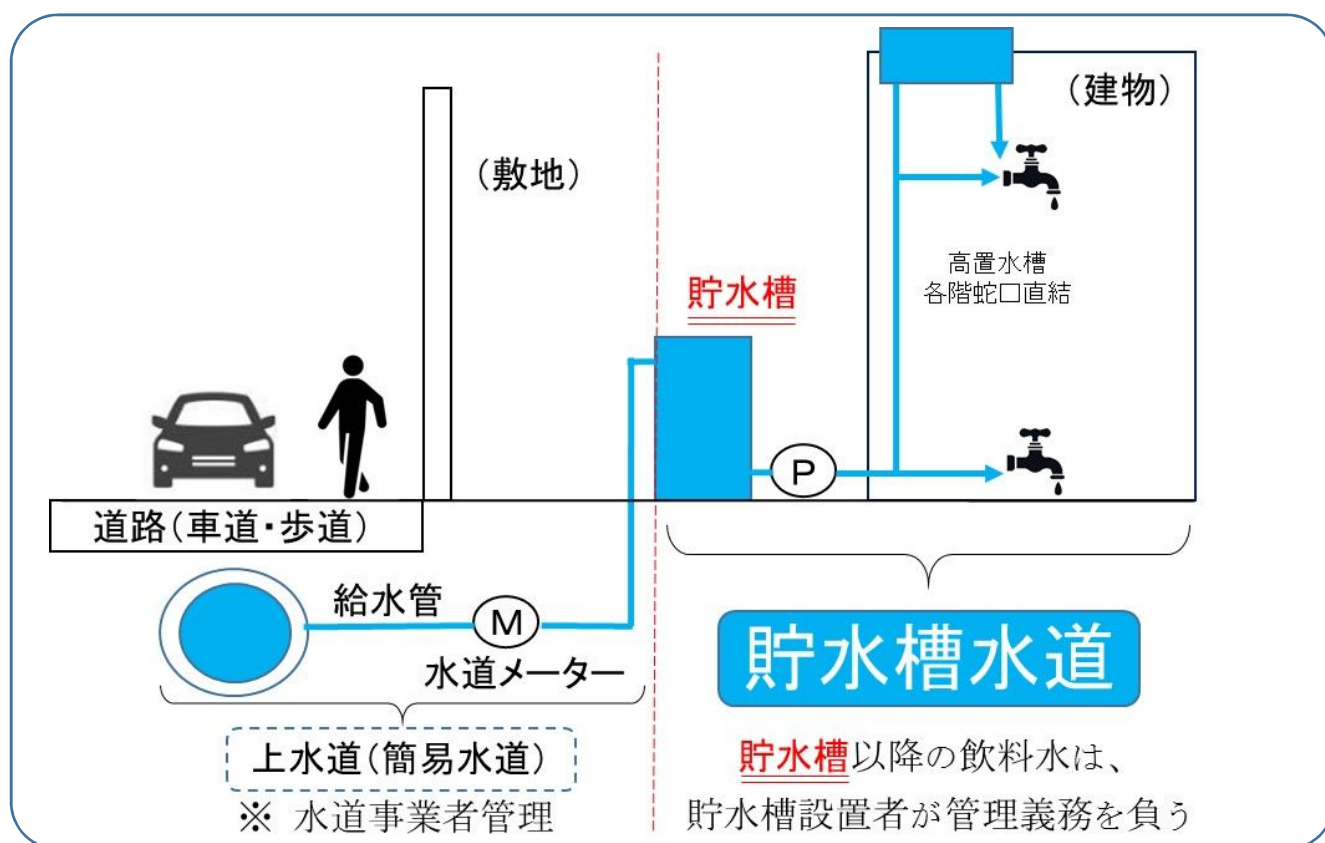 (建物)
(敷地)
高置水槽
各階蛇口直結
貯水槽
P
道路(車道・歩道)
給水管
M
水道メーター
上水道(簡易水道)
※ 水道事業者管理
貯水槽水道
貯水槽以降の飲料水は、
貯水槽設置者が管理義務を負う